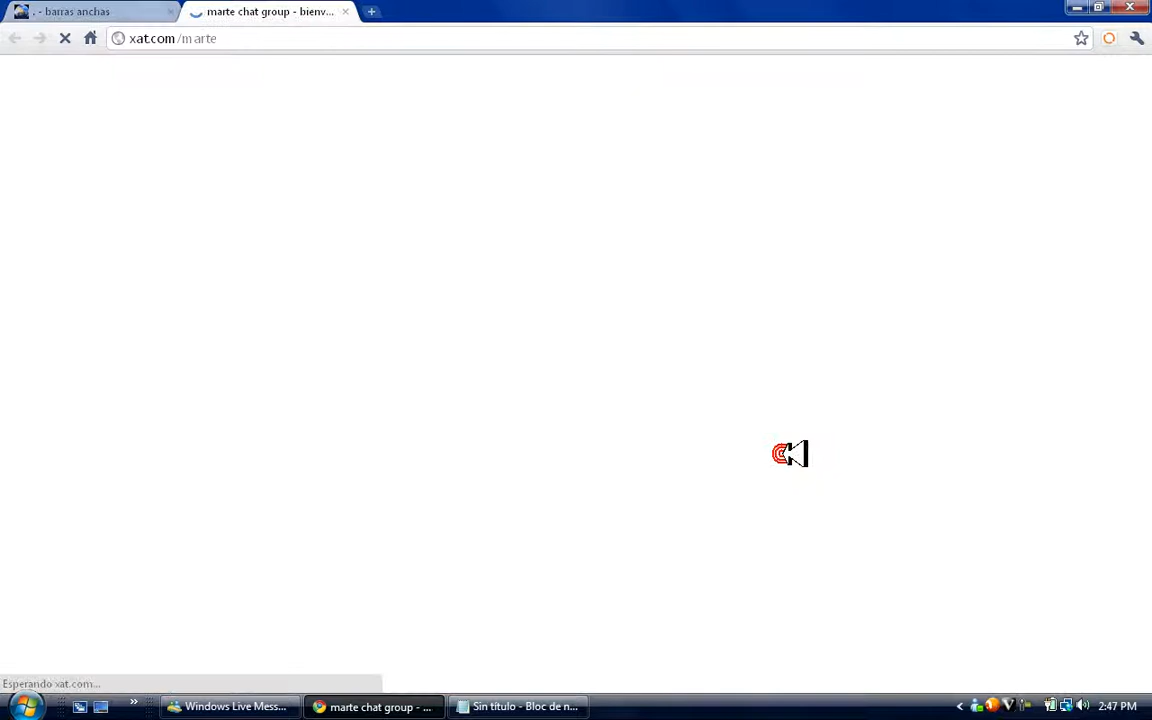 . - barras anchas
marte chat group - bienv...
xat.com/marte
Esperando xat.com...
Windows Live Mess...
marte chat group - ...
Sin título - Bloc de n...
2:47 PM